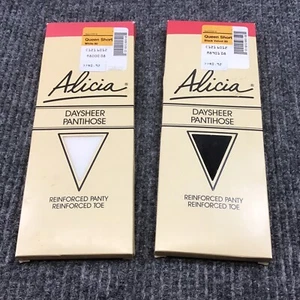 Queen Short
Alicia
DAYSHEER
PANTIHOSE
REINFORCED PANTY
REINFORCED TOE
Queen Short
Alicia
DAYSHEER
PANTIHOSE
REINFORCED PANTY
REINFORCED TOE